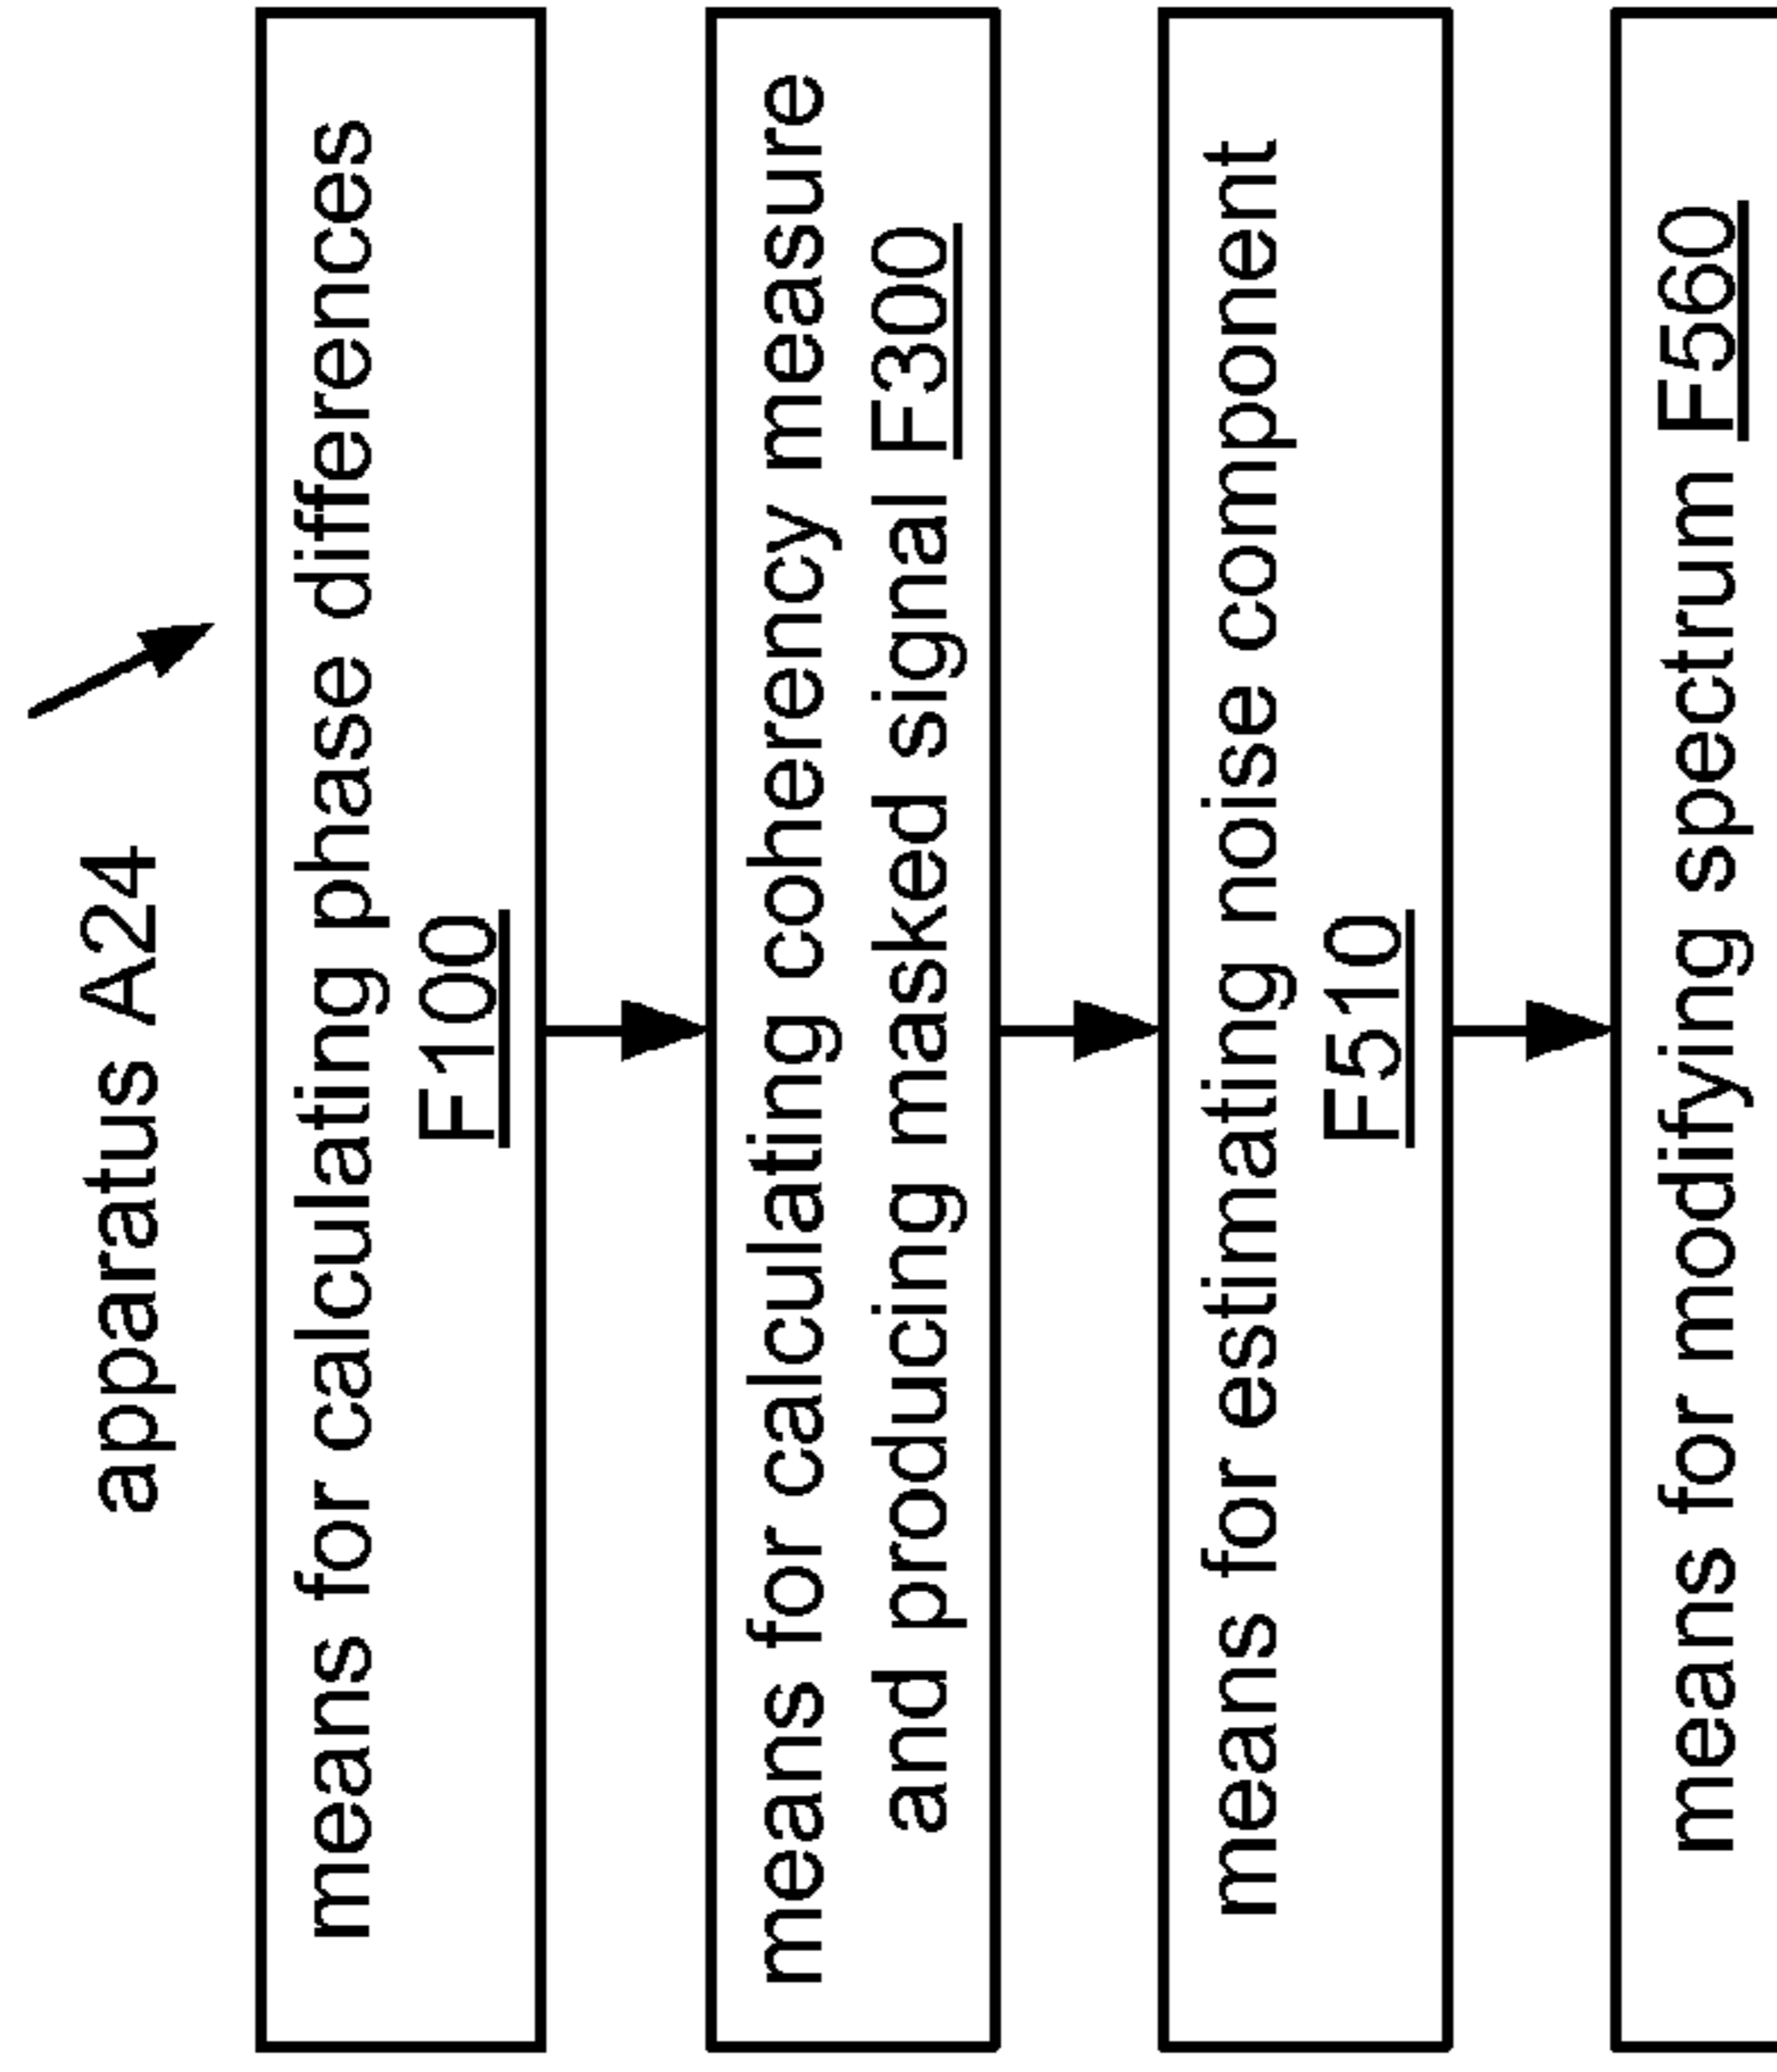 apparatus A24
means for calculating phase differences
F100
means for calculating coherency measure
and producing masked signal F300
means for estimating noise component
F510
means for modifying spectrum F560